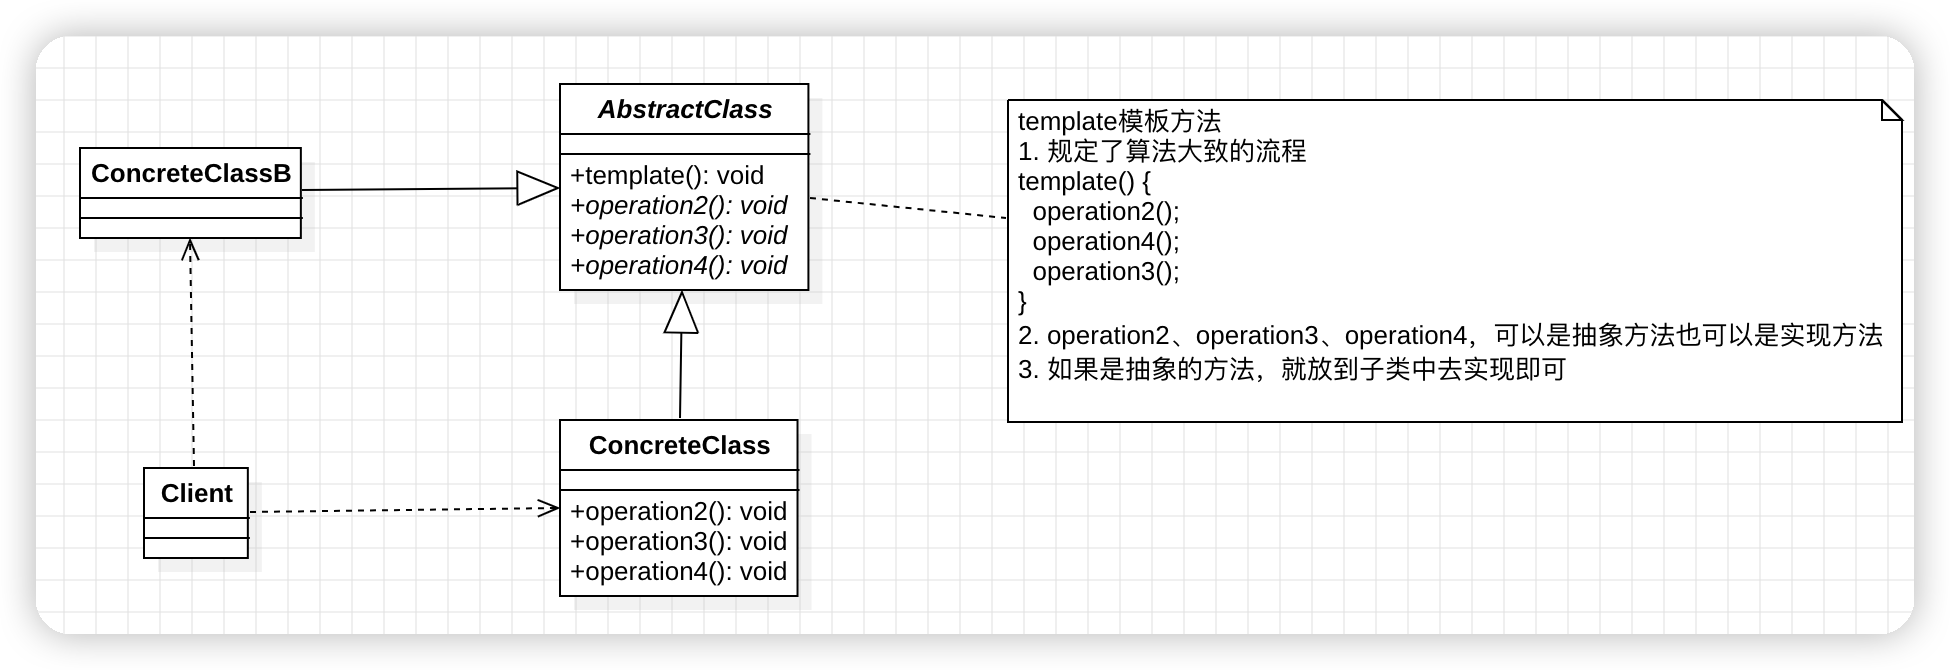 AbstractClass
+template(): void
+operation2(): void
+operation3(): void
+operation4(): void
ConcreteClassB
template模板方法
1. 规定了算法大致的流程
template() {
  operation2();
  operation4();
  operation3();
}
2. operation2、operation3、operation4，可以是抽象方法也可以是实现方法
3. 如果是抽象的方法，就放到子类中去实现即可
Client
ConcreteClass
+operation2(): void
+operation3(): void
+operation4(): void